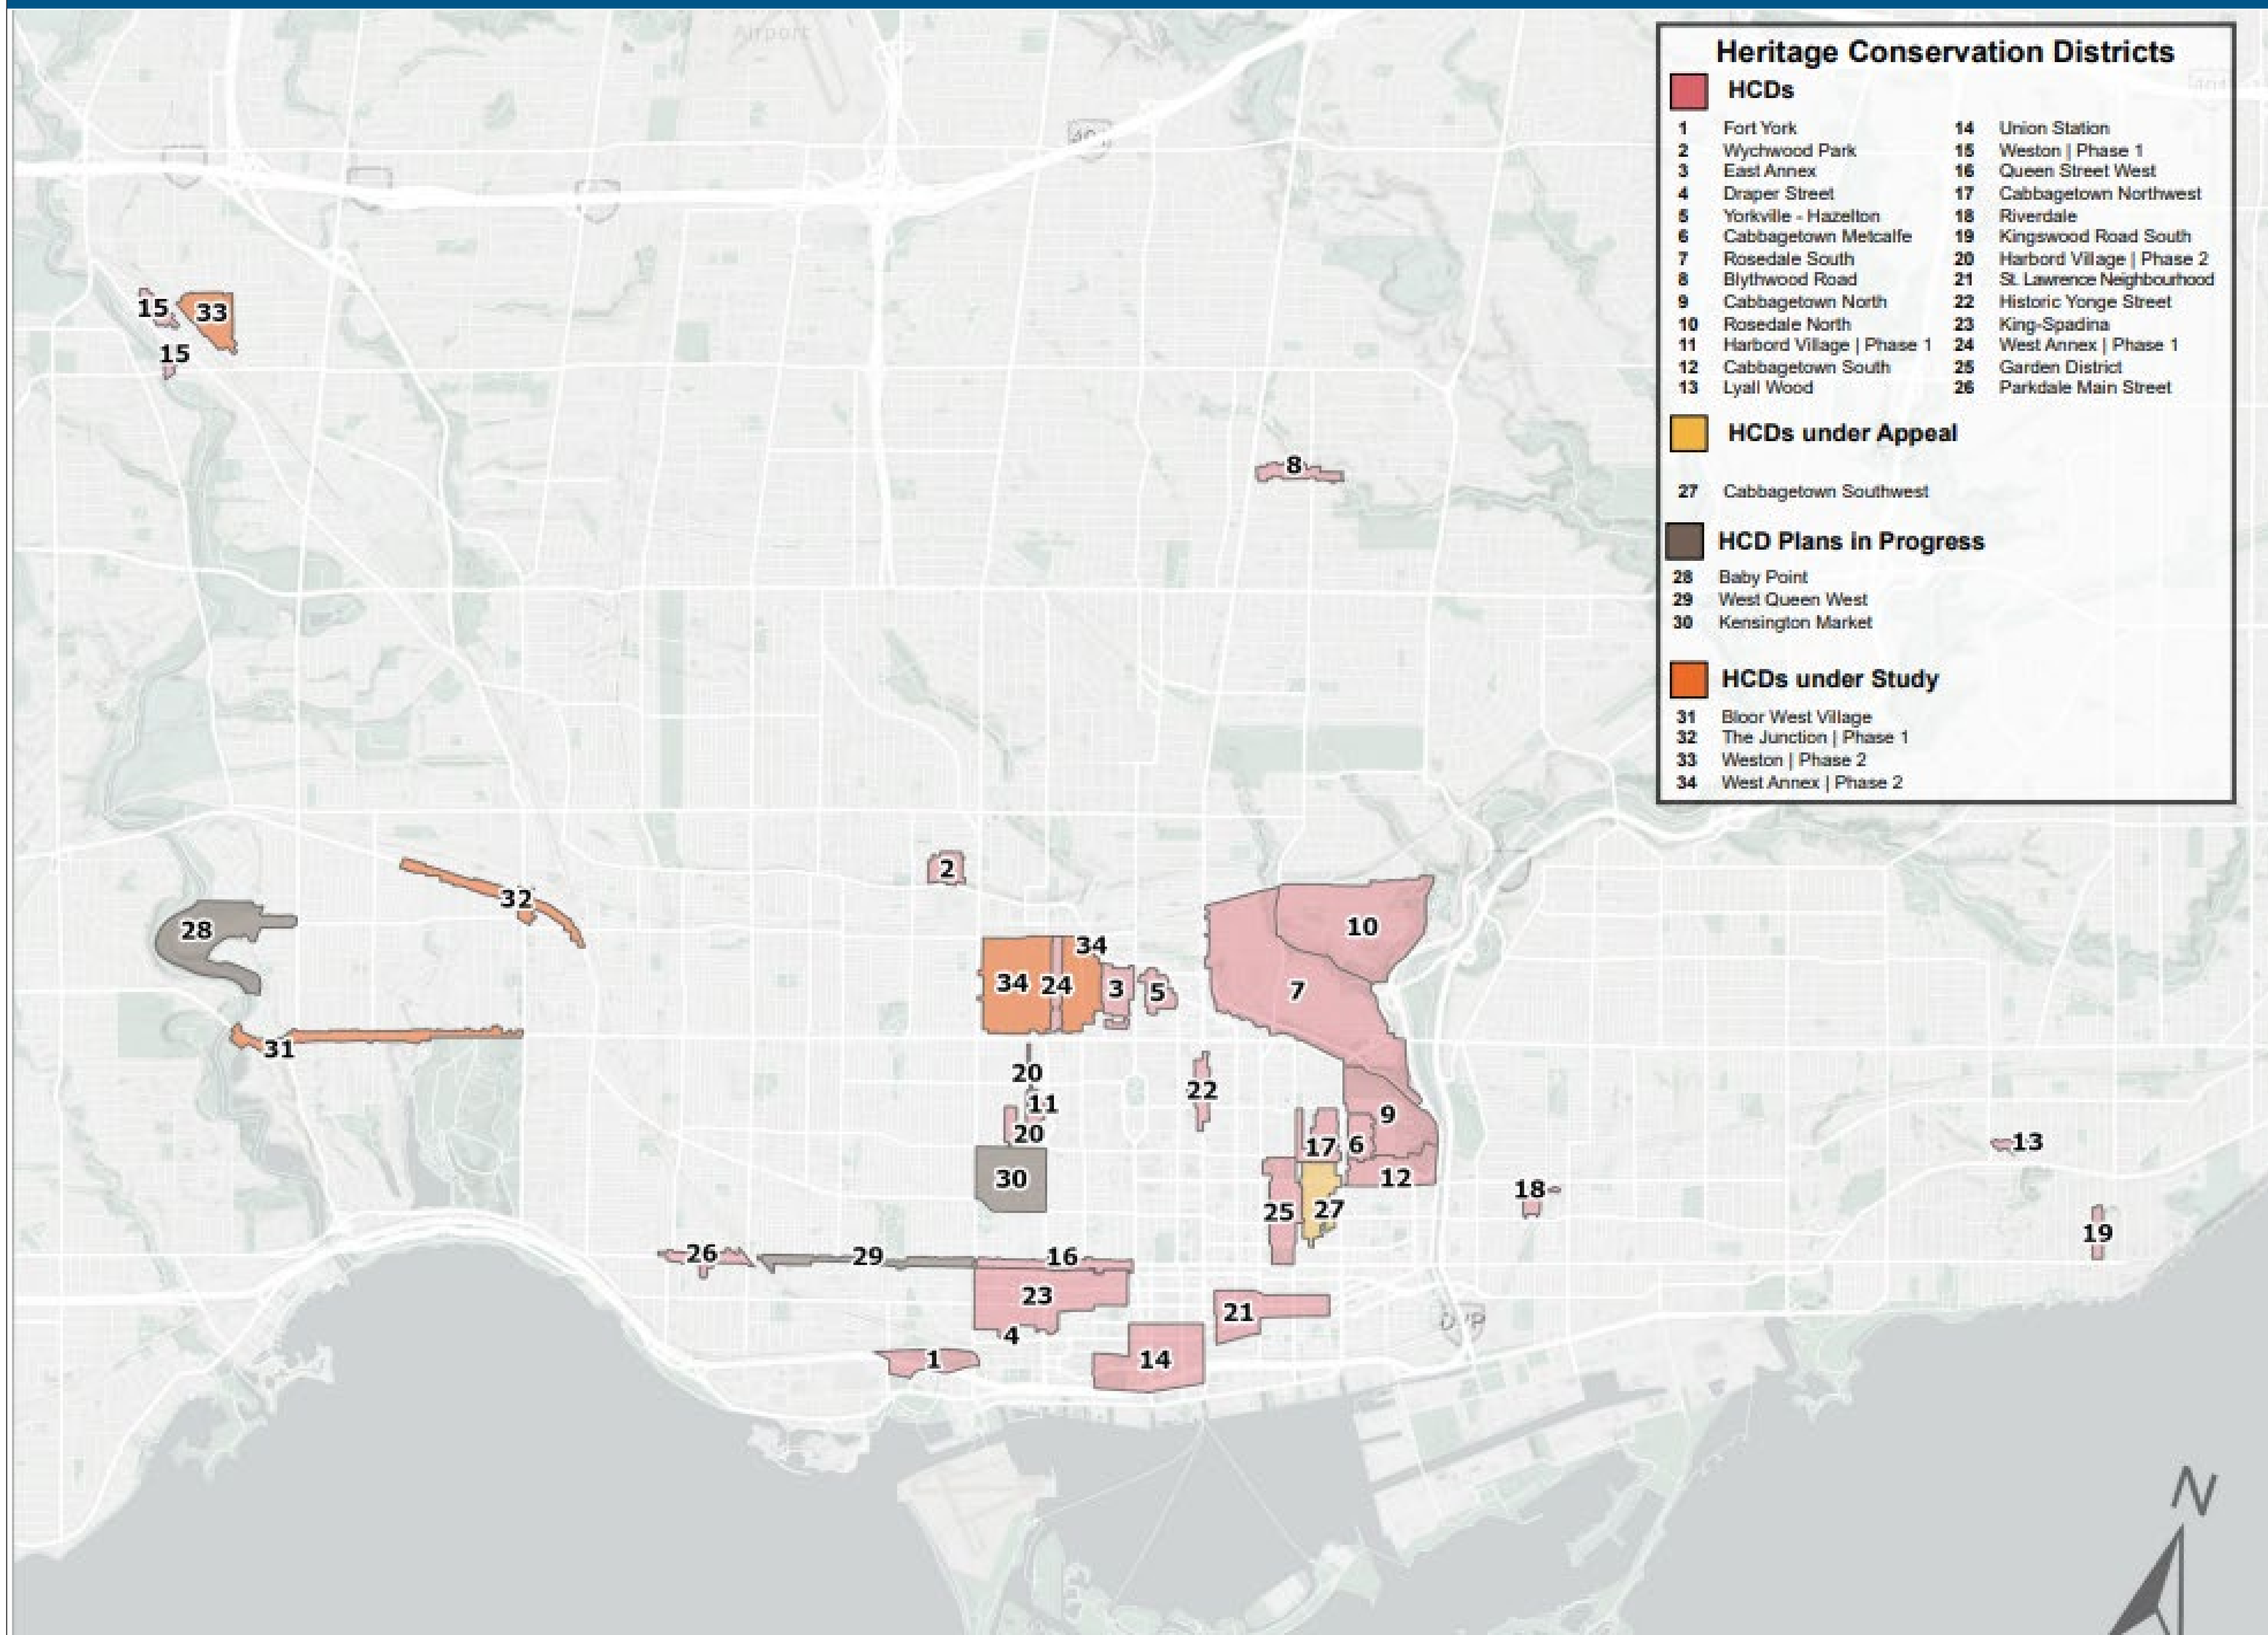 Airport
Heritage Conservation Districts
HCDs
1 Fort York
2 Wychwood Park
3 East Annex
4 Draper Street
5 Yorkville - Hazelton
6 Cabbagetown Metcalfe
7 Rosedale South
8 Blythwood Road
9 Cabbagetown North
10 Rosedale North
11 Harbord Village | Phase 1
12 Cabbagetown South
13 Lyall Wood
14 Union Station
15 Weston | Phase 1
16 Queen Street West
17 Cabbagetown Northwest
18 Riverdale
19 Kingswood Road South
20 Harbord Village | Phase 2
21 St. Lawrence Neighbourhood
22 Historic Yonge Street
23 King-Spadina
24 West Annex | Phase 1
25 Garden District
26 Parkdale Main Street
HCDs under Appeal
27 Cabbagetown Southwest
HCD Plans in Progress
28 Baby Point
29 West Queen West
30 Kensington Market
HCDs under Study
31 Bloor West Village
32 The Junction | Phase 1
33 Weston | Phase 2
34 West Annex | Phase 2
401
15
33
15
8
2
32
28
10
34
34
24
3
5
7
31
20
22
11
9
20
17
6
13
30
12
18
25
27
19
26
29
16
23
21
4
DVP
1
14
N